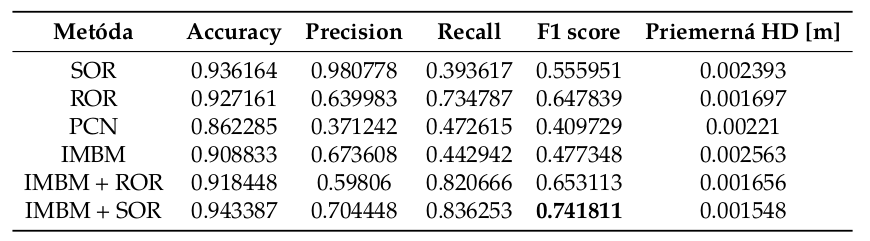 Metóda Accuracy Precision Recall F1 score Priemerná HD [m]
SOR 0.936164 0.980778 0.393617 0.555951 0.002393
ROR 0.927161 0.639983 0.734787 0.647839 0.001697
PCN 0.862285 0.371242 0.472615 0.409729 0.00221
IMBM 0.908833 0.673608 0.442942 0.477348 0.002563
IMBM + ROR 0.918448 0.59806 0.820666 0.653113 0.001656
IMBM + SOR 0.943387 0.704448 0.836253 0.741811 0.001548